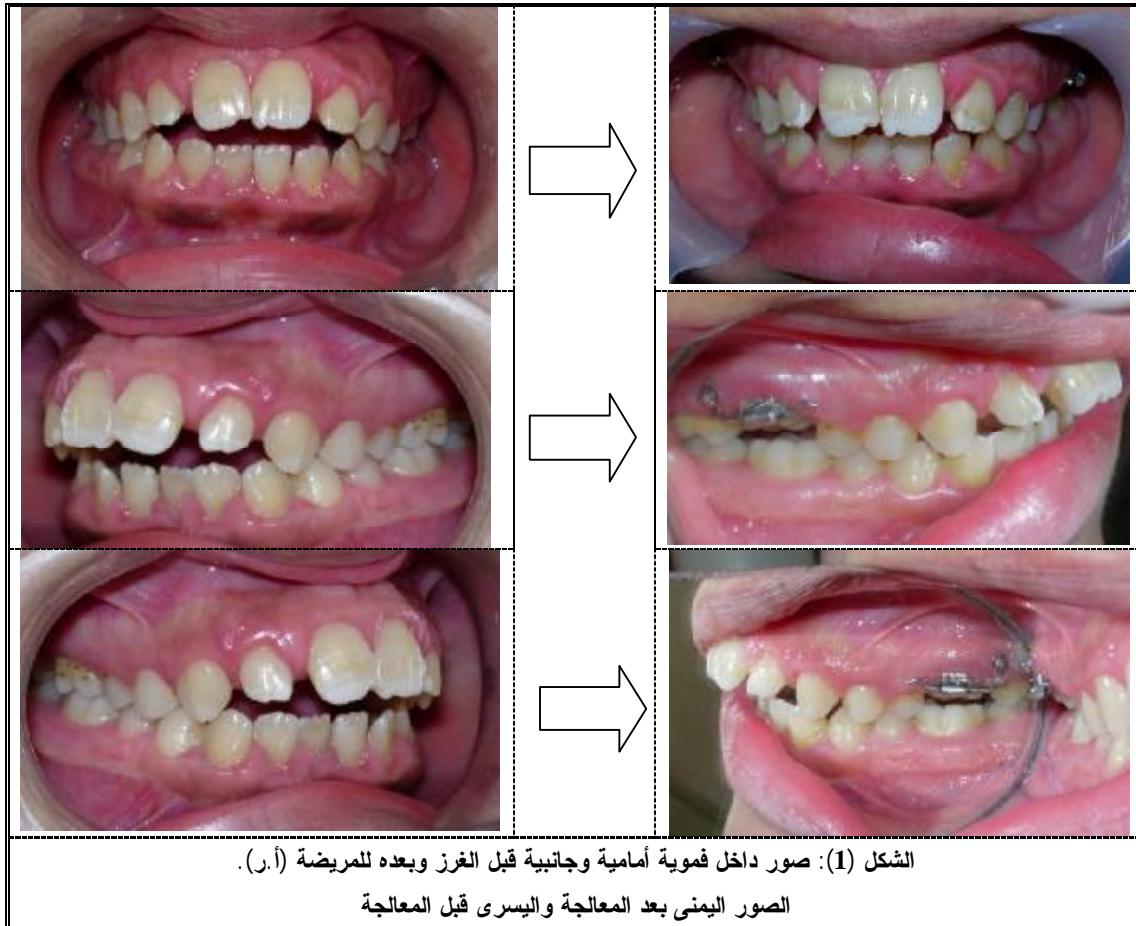 الشكل (1): صور داخل فموية أمامية وجانبية قبل الغرز وبعده للمريضة (أ.ر).
الصور اليمنى بعد المعالجة واليسرى قبل المعالجة